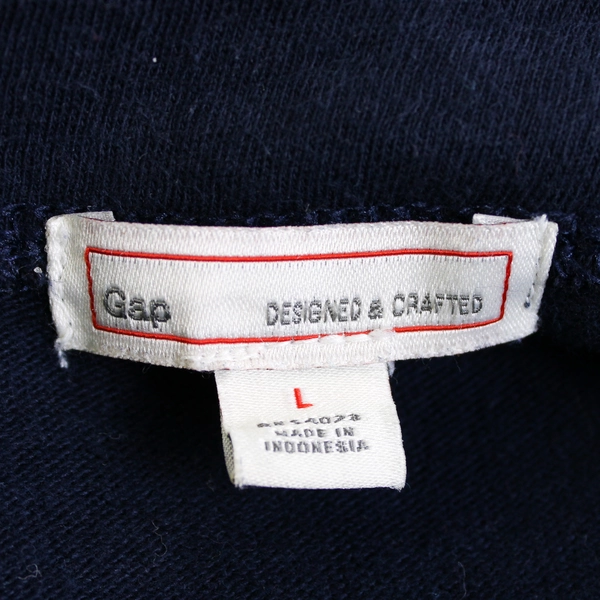 Gap DESIGNED & CRAFTED
L
MADE IN
INDONESIA